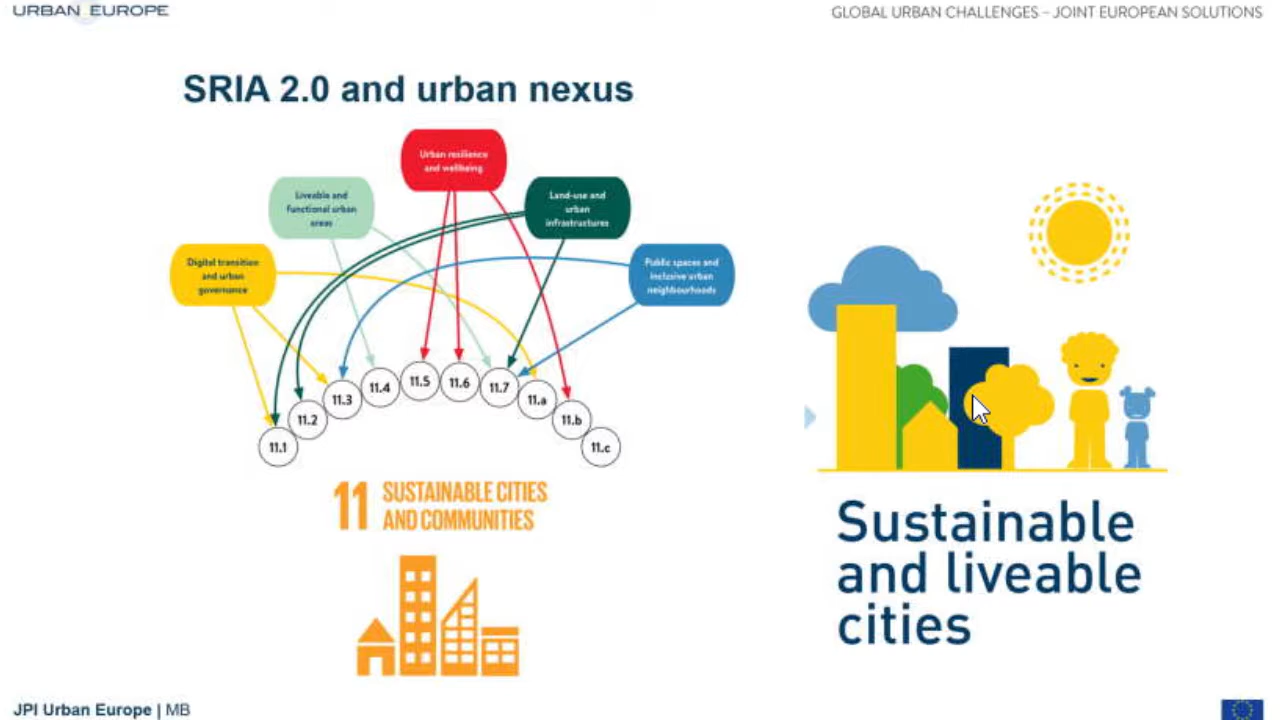 URBAN EUROPE
GLOBAL URBAN CHALLENGES – JOINT EUROPEAN SOLUTIONS
SRIA 2.0 and urban nexus
Urban resilience
and wellbeing
Liveable and
functional urban
areas
Land-use and
urban
infrastructures
Digital transition
and urban
governance
Public spaces and
inclusive urban
neighbourhoods
11.1
11.2
11.3
11.4
11.5
11.6
11.7
11.a
11.b
11.c
11 SUSTAINABLE CITIES
AND COMMUNITIES
Sustainable
and liveable
cities
JPI Urban Europe | MB